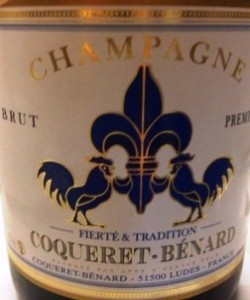 CHAMPAGNE
BRUT
PREMI
FIERTÉ & TRADITION
COQUERET-BÉNARD
COQUERET-BÉNARD - 51500 LUDES - FRANCE